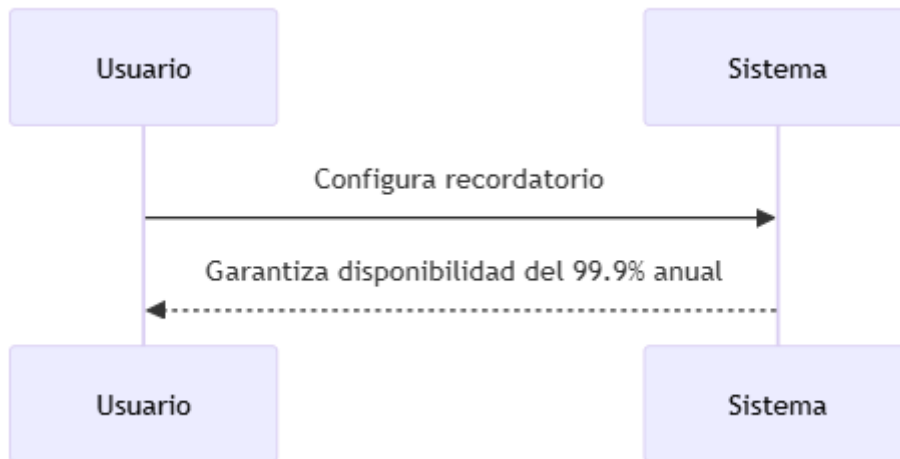 Usuario
Sistema
Configura recordatorio
Garantiza disponibilidad del 99.9% anual
Usuario
Sistema